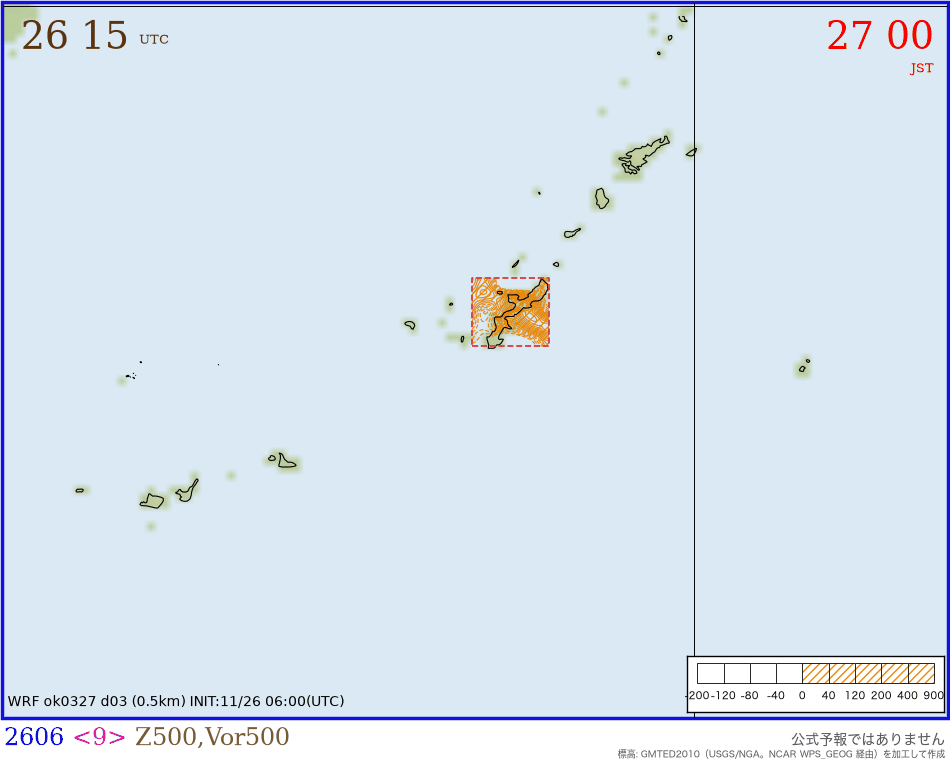 26 15 UTC
27 00
JST
-200 -120 -80 -40 0 40 120 200 400 900
WRF ok0327 d03 (0.5km) INIT:11/26 06:00(UTC)
2606 <9> Z500,Vor500
公式予報ではありません
標高: GMTED2010（USGS/NGA。NCAR WPS_GEOG 経由）を加工して作成